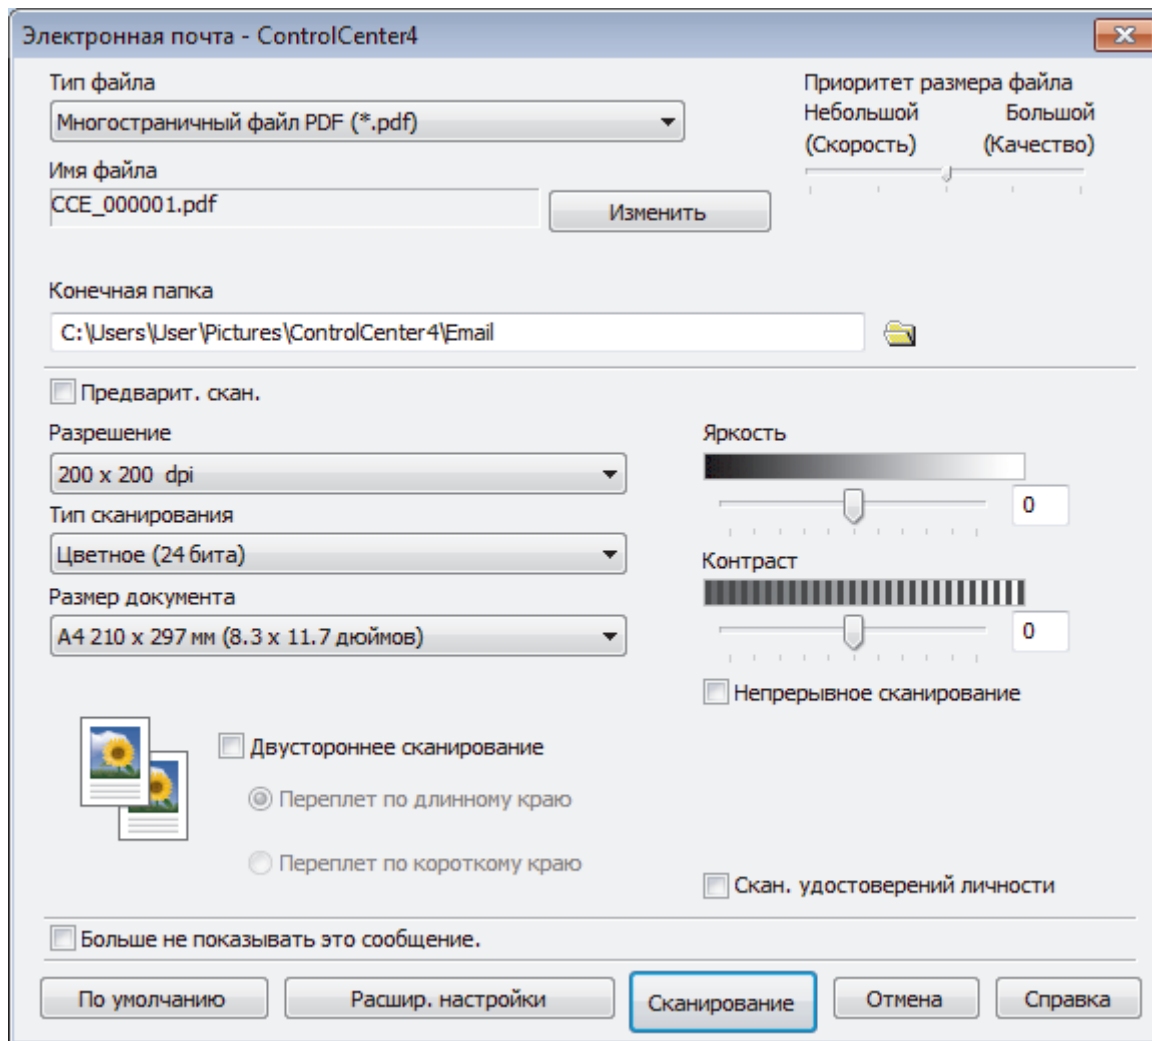 Электронная почта - ControlCenter4
Тип файла
Многостраничный файл PDF (*.pdf)
Приоритет размера файла
Небольшой Большой
(Скорость) (Качество)
Имя файла
CCE_000001.pdf
Изменить
Конечная папка
C:\Users\User\Pictures\ControlCenter4\Email
Предварит. скан.
Разрешение
200 x 200 dpi
Тип сканирования
Цветное (24 бита)
Размер документа
A4 210 x 297 мм (8.3 x 11.7 дюймов)
Яркость
0
Контраст
0
Непрерывное сканирование
Двустороннее сканирование
Переплет по длинному краю
Переплет по короткому краю
Скан. удостоверений личности
Больше не показывать это сообщение.
По умолчанию Расшир. настройки Сканирование Отмена Справка